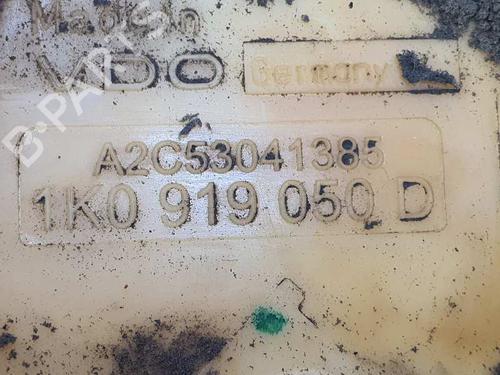 Made in
VDO Germany
A2C53041385
1K0 919 050 D
B-PARTS